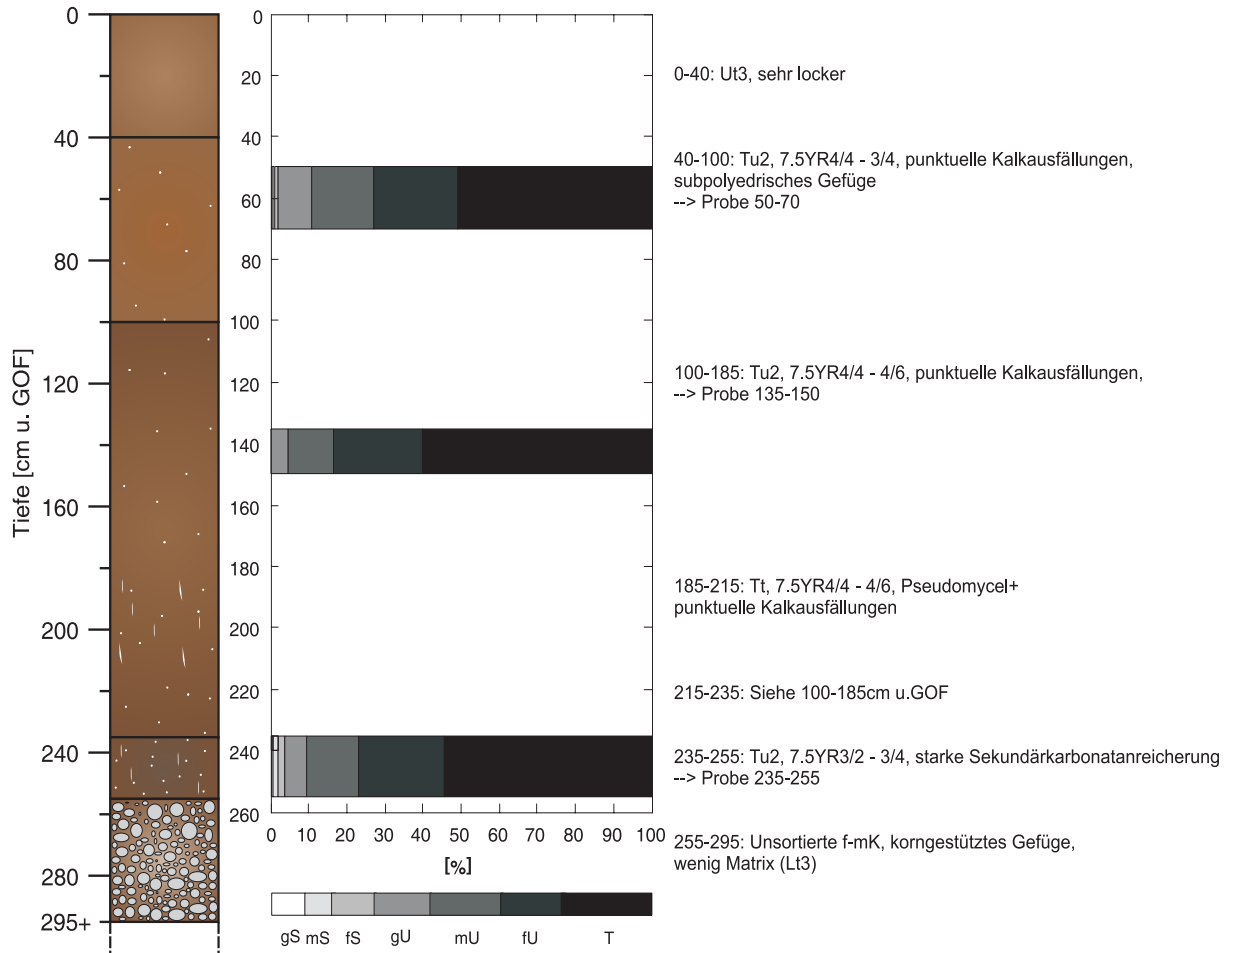 Tiefe [cm u. GOF]
0
40
80
120
160
200
240
280
295+
0
20
40
60
80
100
120
140
160
180
200
220
240
260
0 10 20 30 40 50 60 70 80 90 100
[%]
gS mS fS gU mU fU T
0-40: Ut3, sehr locker
40-100: Tu2, 7.5YR4/4 - 3/4, punktuelle Kalkausfällungen,
subpolyedrisches Gefüge
--> Probe 50-70
100-185: Tu2, 7.5YR4/4 - 4/6, punktuelle Kalkausfällungen,
--> Probe 135-150
185-215: Tt, 7.5YR4/4 - 4/6, Pseudomycel+
punktuelle Kalkausfällungen
215-235: Siehe 100-185cm u.GOF
235-255: Tu2, 7.5YR3/2 - 3/4, starke Sekundärkarbonatanreicherung
--> Probe 235-255
255-295: Unsortierte f-mK, korngestütztes Gefüge,
wenig Matrix (Lt3)